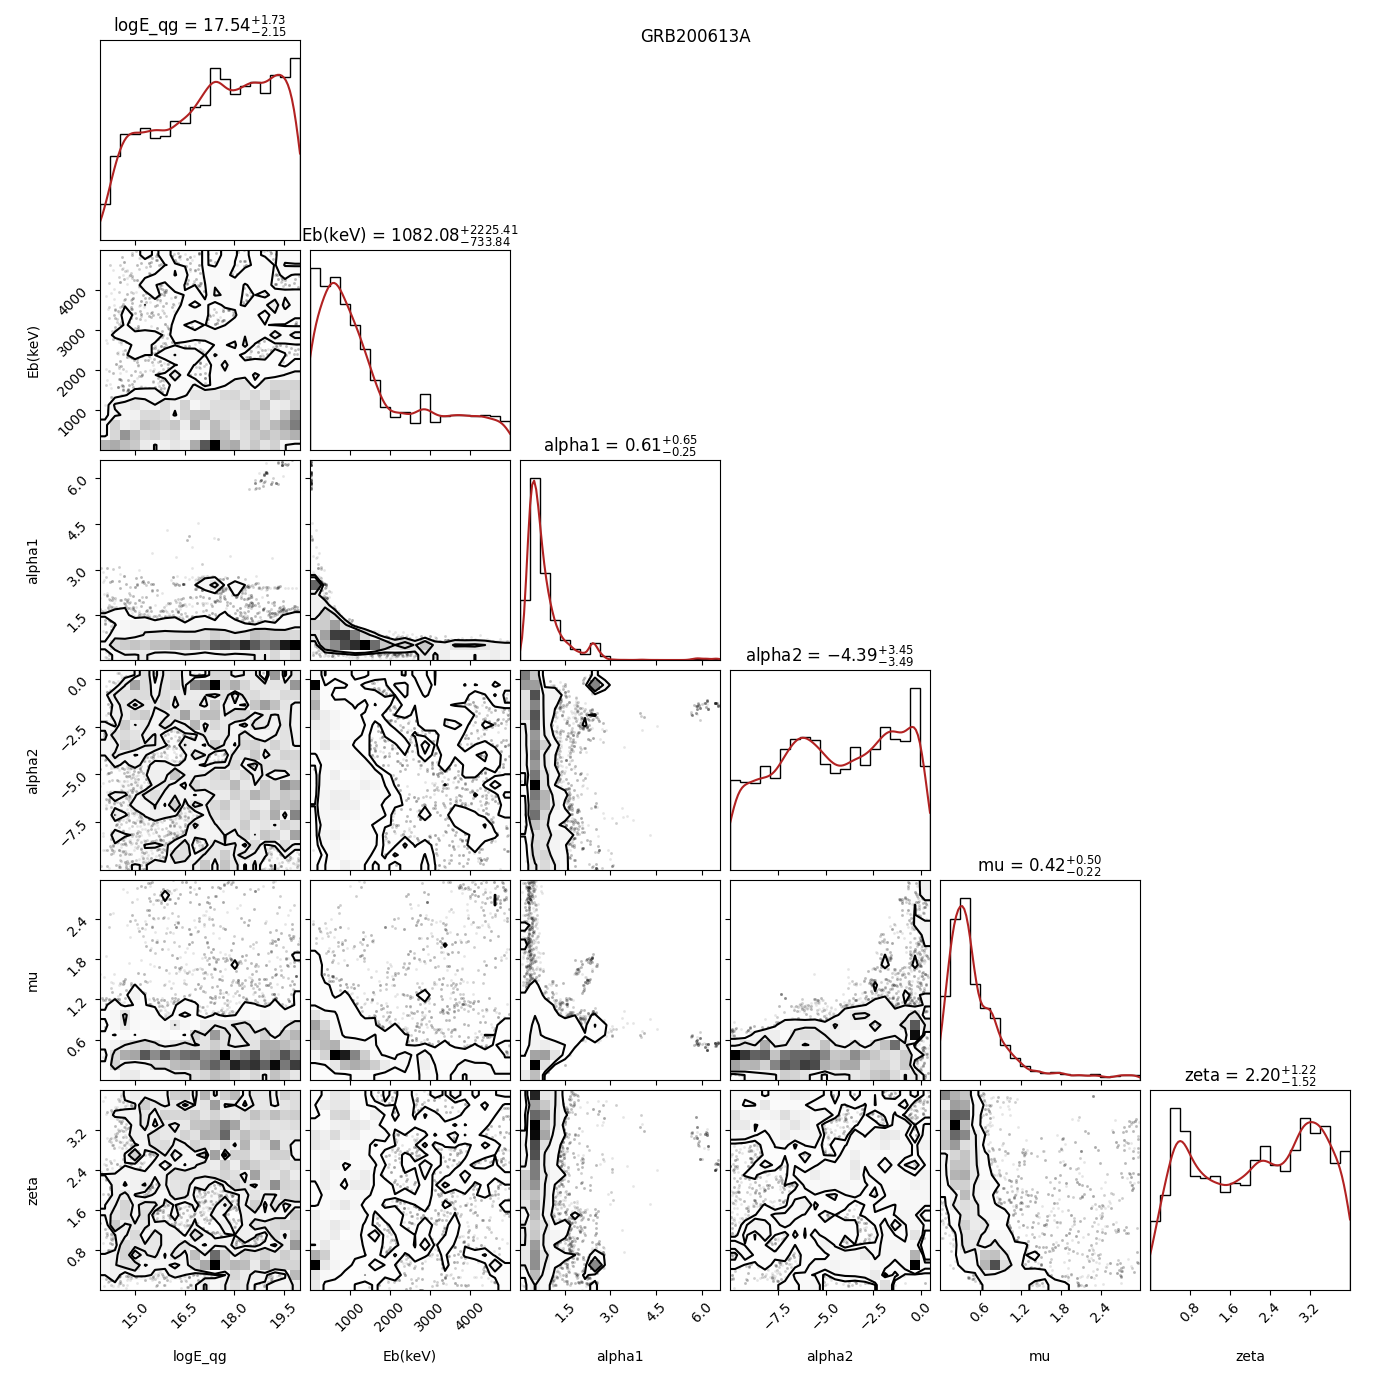 GRB200613A
logE_qg = 17.54+1.73 −2.15
Eb(keV) = 1082.08+2225.41 −733.84
Eb(keV)
4000
3000
2000
1000
alpha1 = 0.61+0.65 −0.25
alpha1
6.0
4.5
3.0
1.5
alpha2 = −4.39+3.45 −3.49
alpha2
0.0
−2.5
−5.0
−7.5
mu = 0.42+0.50 −0.22
mu
2.4
1.8
1.2
0.6
zeta = 2.20+1.22 −1.52
zeta
3.2
2.4
1.6
0.8
15.0 16.5 18.0 19.5 1000 2000 3000 4000 1.5 3.0 4.5 6.0 −7.5 −5.0 −2.5 0.0 0.6 1.2 1.8 2.4 0.8 1.6 2.4 3.2
logE_qg Eb(keV) alpha1 alpha2 mu zeta